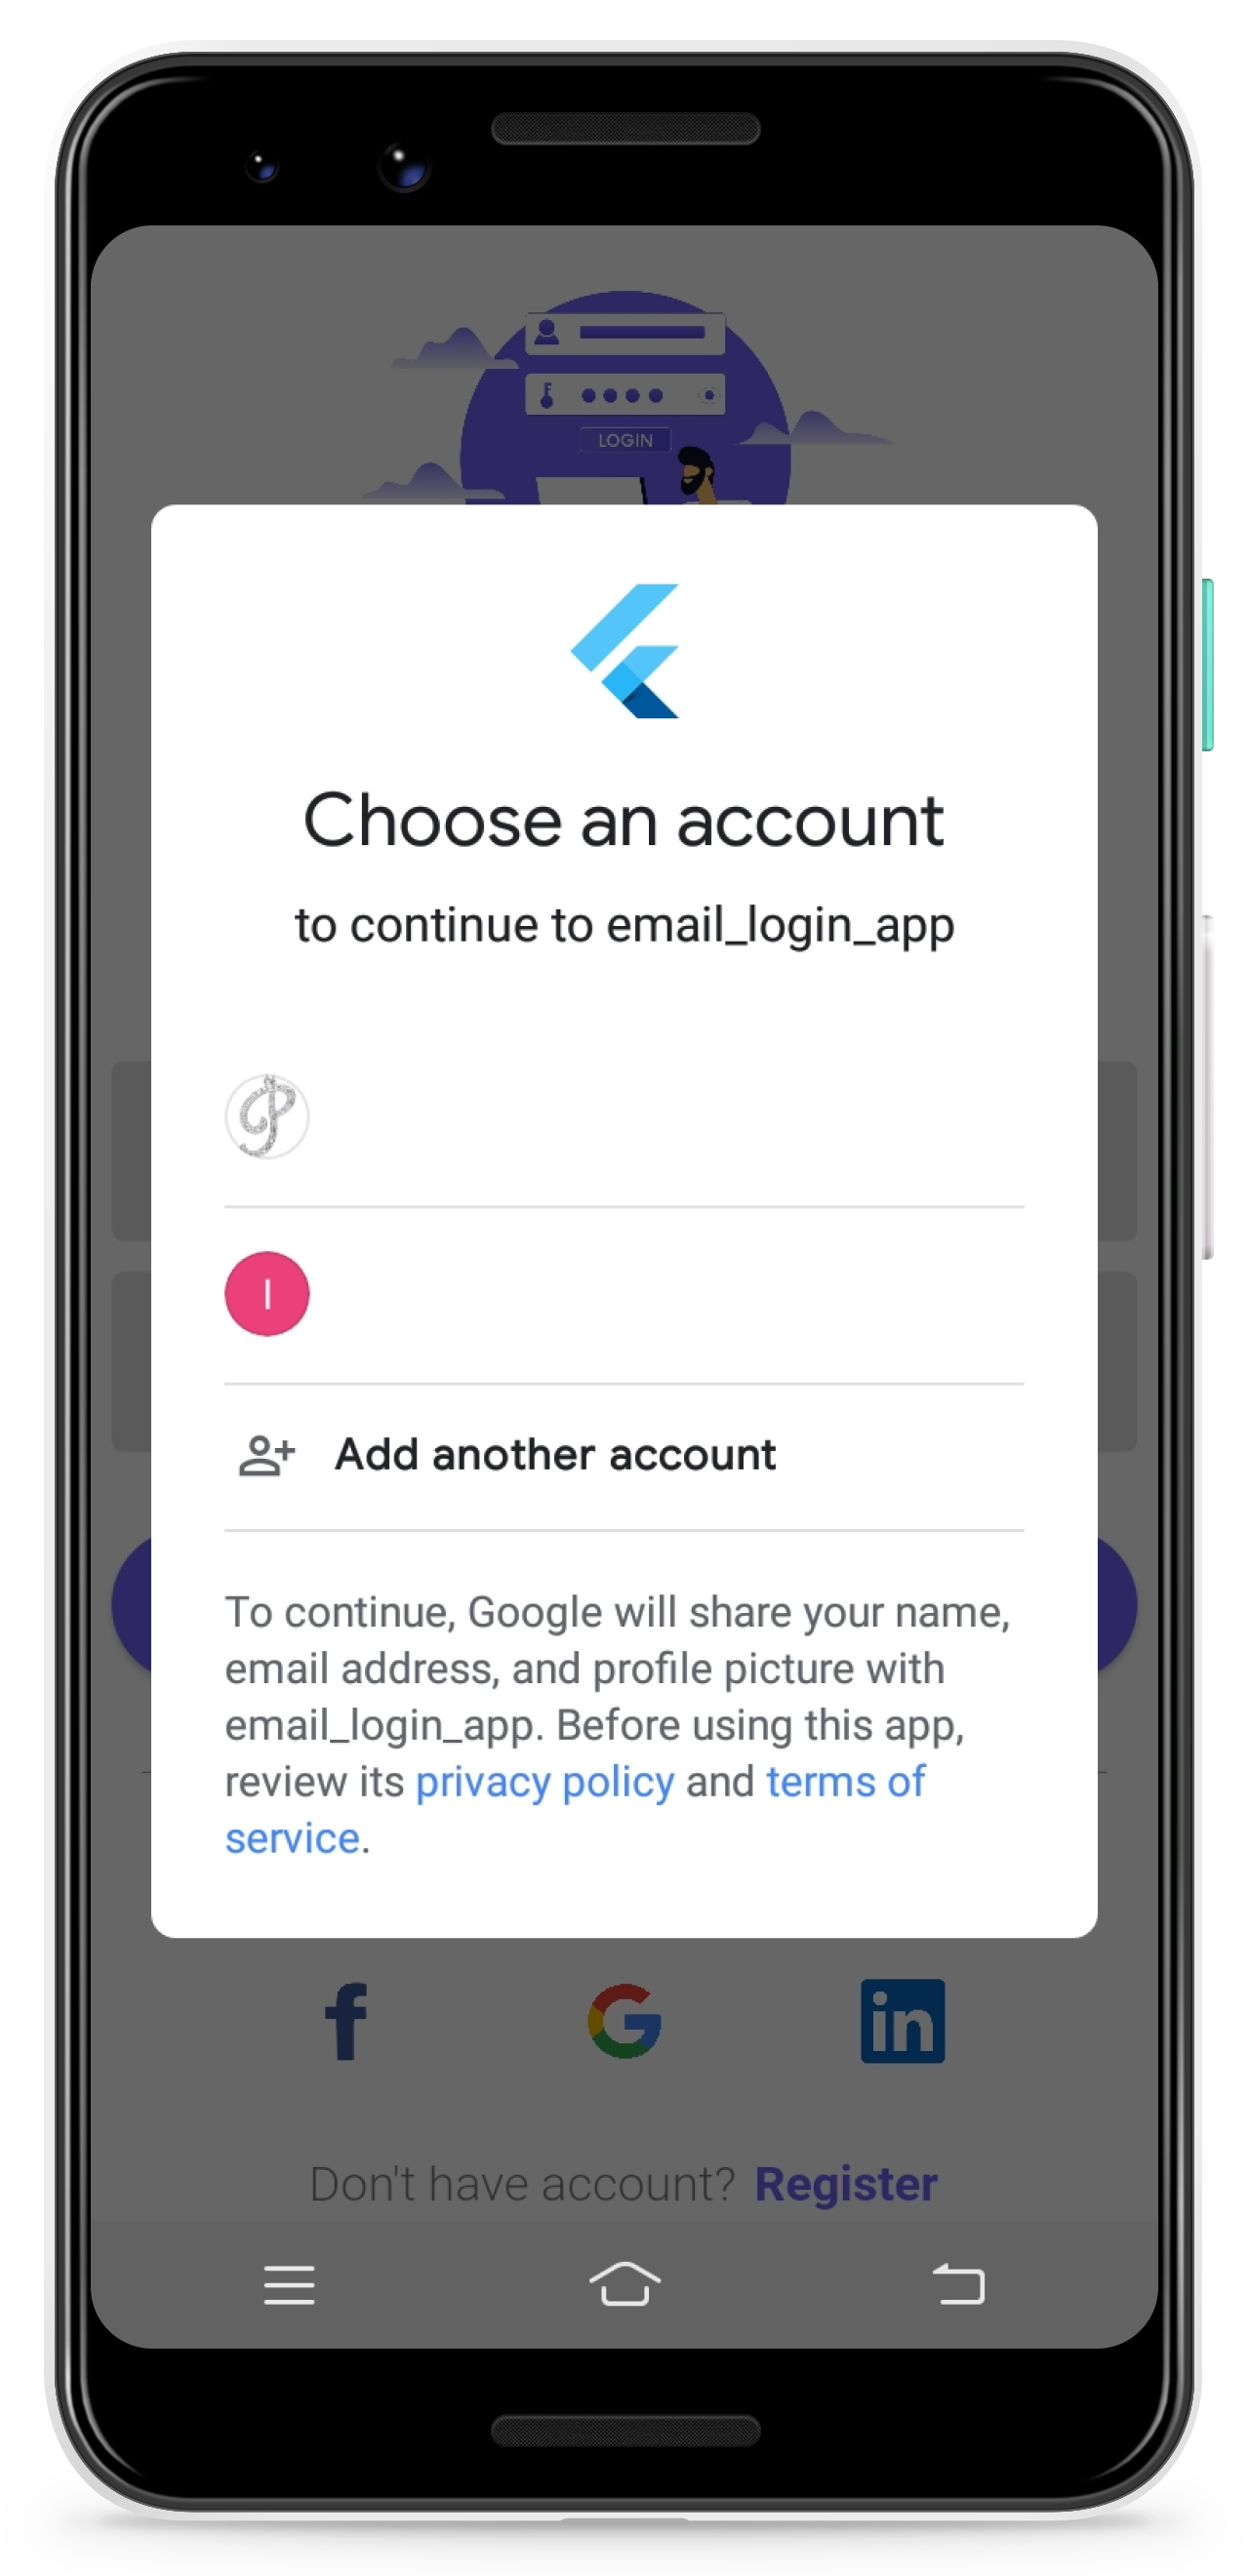 LOGIN
Choose an account
to continue to email_login_app
P
I
Add another account
To continue, Google will share your name,
email address, and profile picture with
email_login_app. Before using this app,
review its privacy policy and terms of
service.
f
G
in
Don't have account? Register